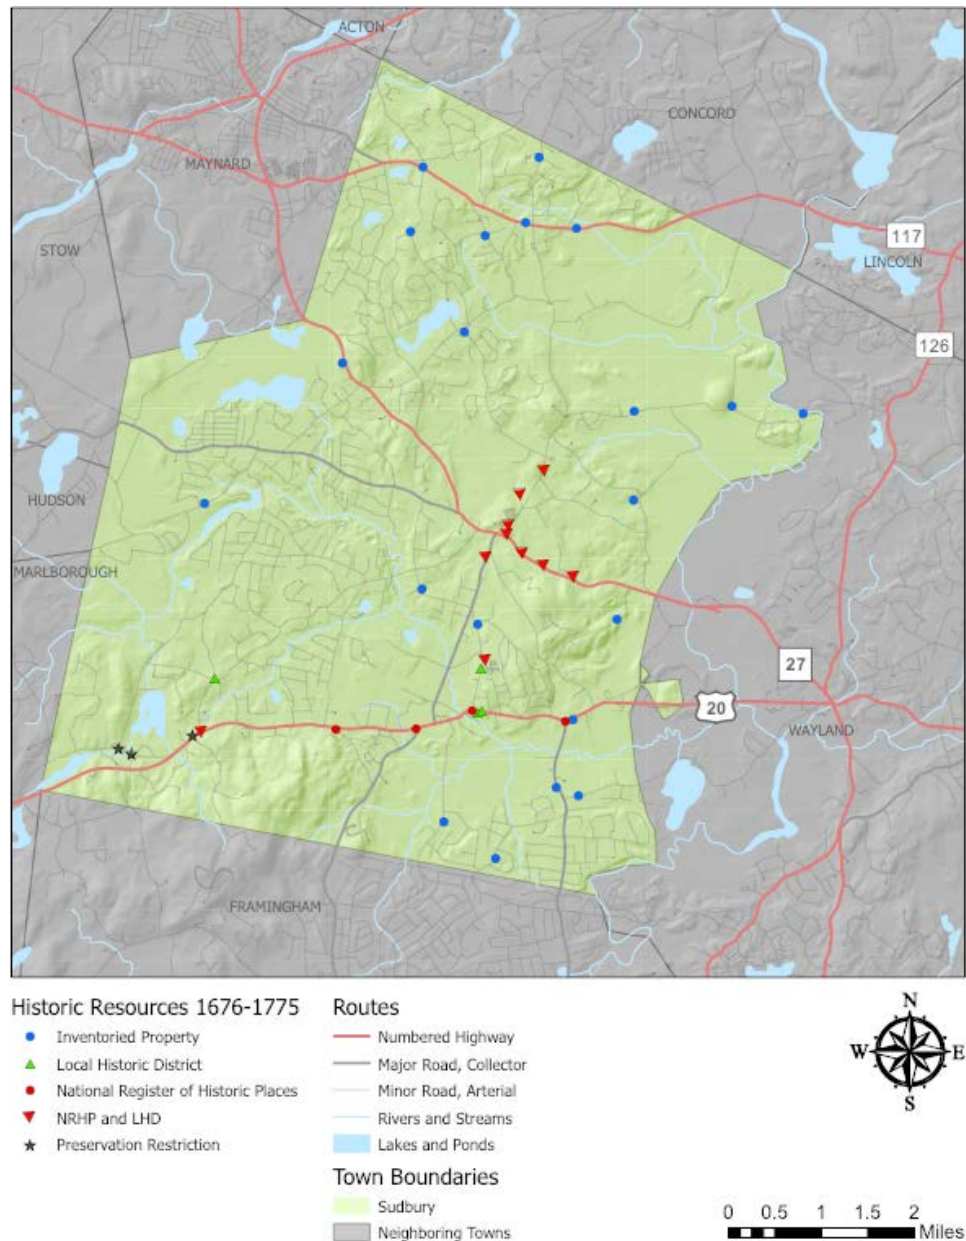 ACTON
CONCORD
MAYNARD
STOW
117
LINCOLN
126
HUDSON
MARLBOROUGH
27
20
WAYLAND
FRAMINGHAM
Historic Resources 1676-1775
Inventoried Property
Local Historic District
National Register of Historic Places
NRHP and LHD
Preservation Restriction
Routes
Numbered Highway
Major Road, Collector
Minor Road, Arterial
Rivers and Streams
Lakes and Ponds
Town Boundaries
Sudbury
Neighboring Towns
N
W E
S
0 0.5 1 2
Miles